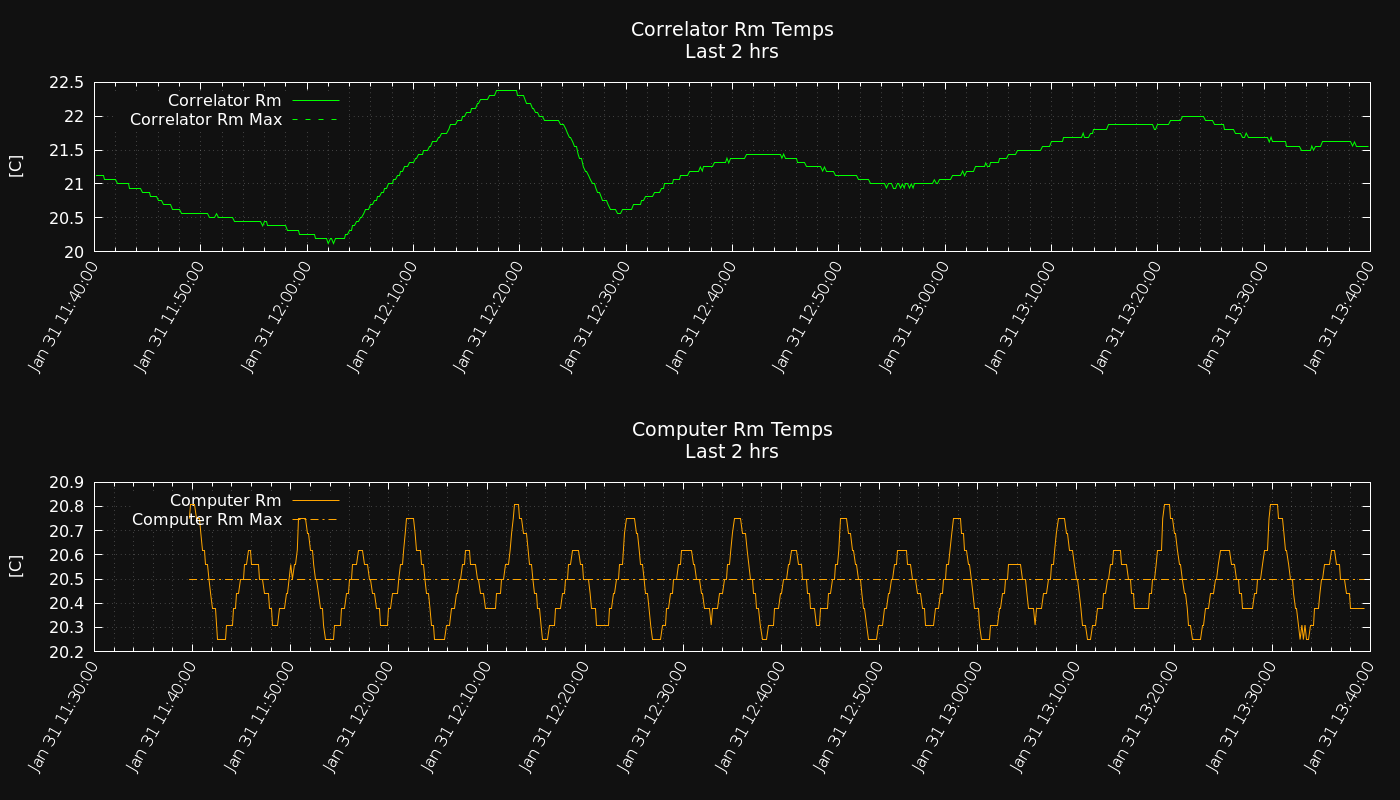 Correlator Rm Temps
Last 2 hrs
22.5
22
21.5
21
20.5
20
[C]
Correlator Rm
Correlator Rm Max
Jan 31 11:40:00
Jan 31 11:50:00
Jan 31 12:00:00
Jan 31 12:10:00
Jan 31 12:20:00
Jan 31 12:30:00
Jan 31 12:40:00
Jan 31 12:50:00
Jan 31 13:00:00
Jan 31 13:10:00
Jan 31 13:20:00
Jan 31 13:30:00
Jan 31 13:40:00
Computer Rm Temps
Last 2 hrs
20.9
20.8
20.7
20.6
20.5
20.4
20.3
20.2
[C]
Computer Rm
Computer Rm Max
Jan 31 11:30:00
Jan 31 11:40:00
Jan 31 11:50:00
Jan 31 12:00:00
Jan 31 12:10:00
Jan 31 12:20:00
Jan 31 12:30:00
Jan 31 12:40:00
Jan 31 12:50:00
Jan 31 13:00:00
Jan 31 13:10:00
Jan 31 13:20:00
Jan 31 13:30:00
Jan 31 13:40:00